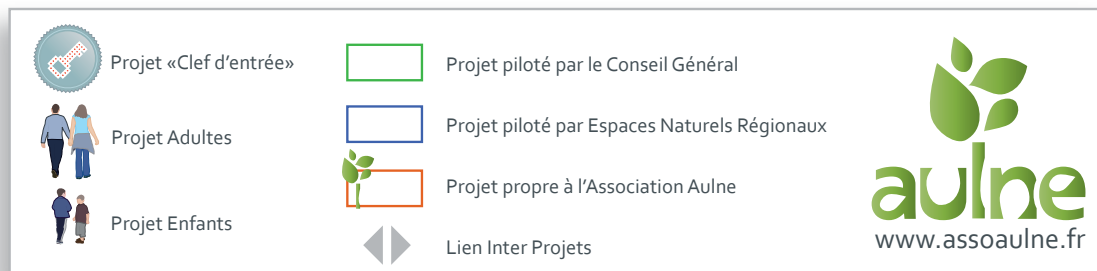 Projet «Clef d'entrée»
Projet Adultes
Projet Enfants
Projet piloté par le Conseil Général
Projet piloté par Espaces Naturels Régionaux
Projet propre à l'Association Aulne
Lien Inter Projets
aulne
www.assoaulne.fr